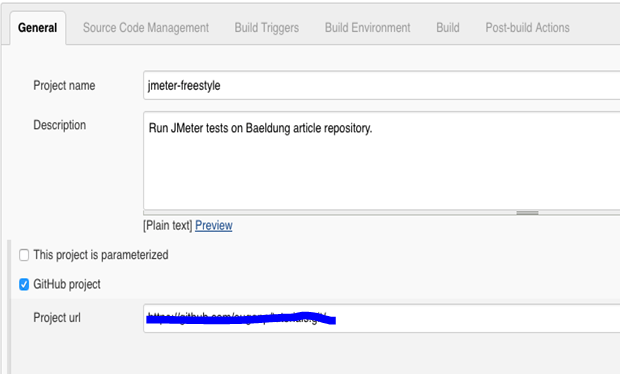 General Source Code Management Build Triggers Build Environment Build Post-build Actions
Project name jmeter-freestyle
Description Run JMeter tests on Baeldung article repository.
[Plain text] Preview
This project is parameterized
GitHub project
Project url